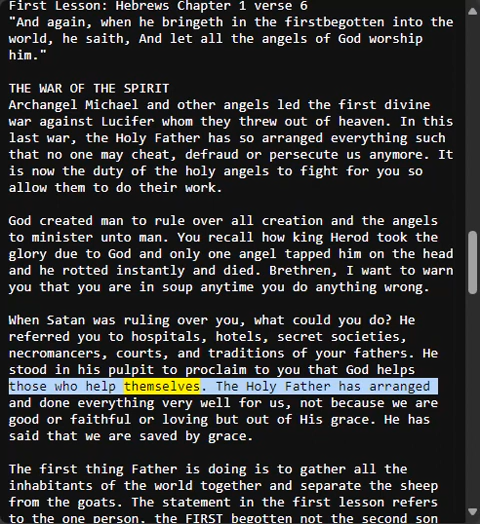 First Lesson: Hebrews Chapter 1 verse 6
"And again, when he bringeth in the firstbegotten into the
world, he saith, And let all the angels of God worship
him."
THE WAR OF THE SPIRIT
Archangel Michael and other angels led the first divine
war against Lucifer whom they threw out of heaven. In this
last war, the Holy Father has so arranged everything such
that no one may cheat, defraud or persecute us anymore. It
is now the duty of the holy angels to fight for you so
allow them to do their work.
God created man to rule over all creation and the angels
to minister unto man. You recall how king Herod took the
glory due to God and only one angel tapped him on the head
and he rotted instantly and died. Brethren, I want to warn
you that you are in soup anytime you do anything wrong.
When Satan was ruling over you, what could you do? He
referred you to hospitals, hotels, secret societies,
necromancers, courts, and traditions of your fathers. He
stood in his pulpit to proclaim to you that God helps
those who help themselves. The Holy Father has arranged
and done everything very well for us, not because we are
good or faithful or loving but out of His grace. He has
said that we are saved by grace.
The first thing Father is doing is to gather all the
inhabitants of the world together and separate the sheep
from the goats. The statement in the first lesson refers
to the one person, the FIRST begotten not the second son